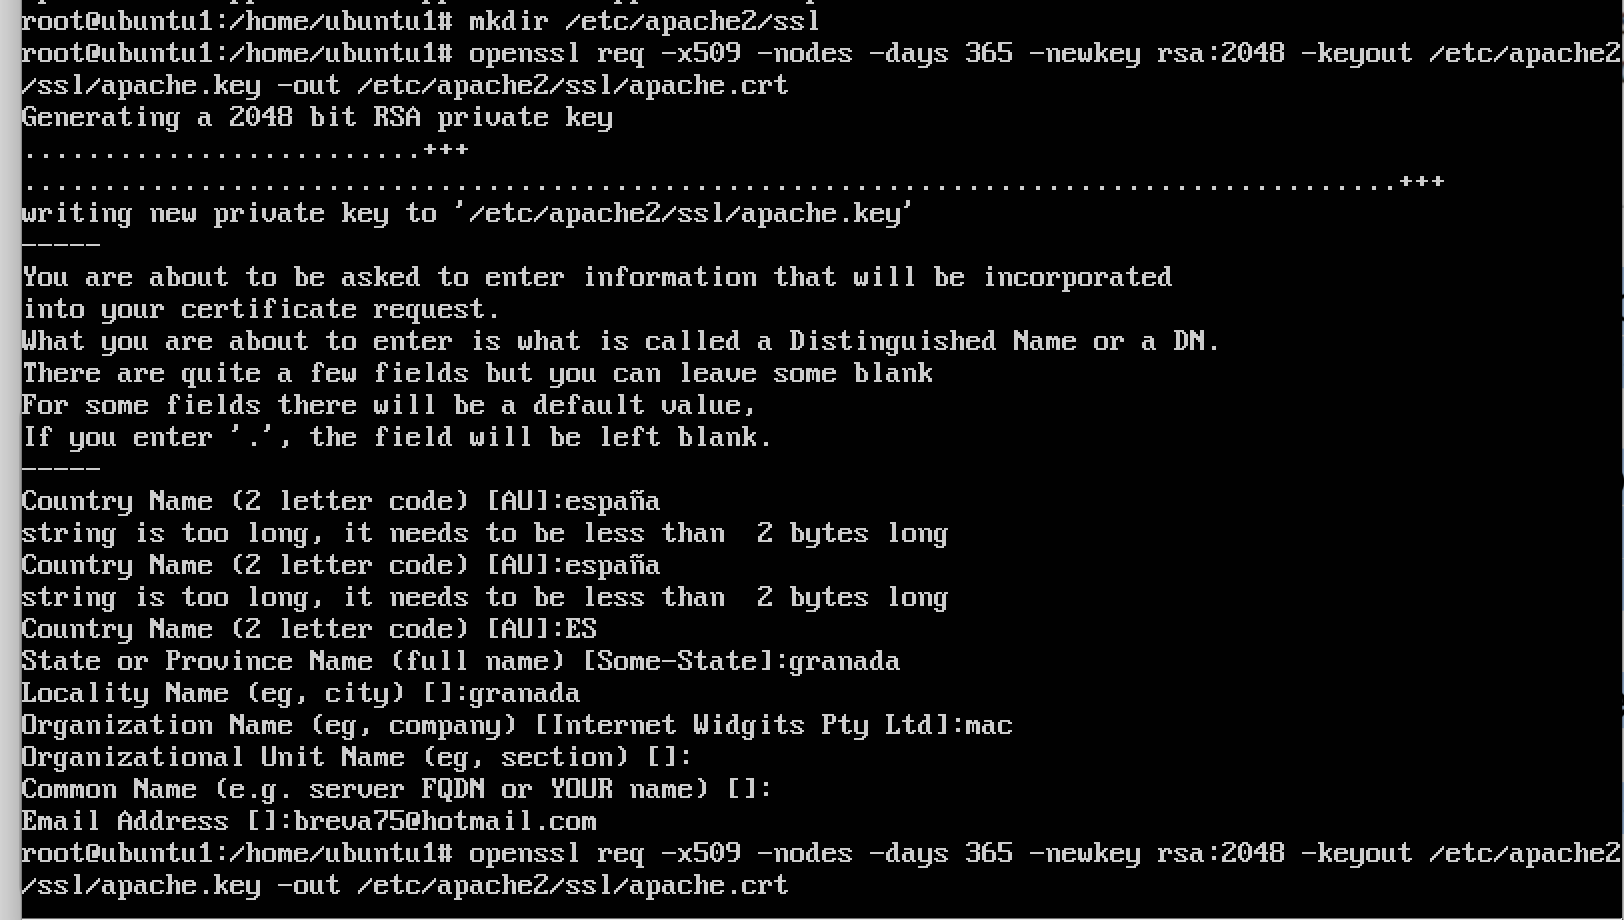 root@ubuntu1:/home/ubuntu1# mkdir /etc/apache2/ssl
root@ubuntu1:/home/ubuntu1# openssl req -x509 -nodes -days 365 -newkey rsa:2048 -keyout /etc/apache2
/ssl/apache.key -out /etc/apache2/ssl/apache.crt
Generating a 2048 bit RSA private key
.........................+++
......................................................................................+++
writing new private key to '/etc/apache2/ssl/apache.key'
-----
You are about to be asked to enter information that will be incorporated
into your certificate request.
What you are about to enter is what is called a Distinguished Name or a DN.
There are quite a few fields but you can leave some blank
For some fields there will be a default value,
If you enter '.', the field will be left blank.
-----
Country Name (2 letter code) [AU]:españa
string is too long, it needs to be less than  2 bytes long
Country Name (2 letter code) [AU]:españa
string is too long, it needs to be less than  2 bytes long
Country Name (2 letter code) [AU]:ES
State or Province Name (full name) [Some-State]:granada
Locality Name (eg, city) []:granada
Organization Name (eg, company) [Internet Widgits Pty Ltd]:mac
Organizational Unit Name (eg, section) []:
Common Name (e.g. server FQDN or YOUR name) []:
Email Address []:breva75@hotmail.com
root@ubuntu1:/home/ubuntu1# openssl req -x509 -nodes -days 365 -newkey rsa:2048 -keyout /etc/apache2
/ssl/apache.key -out /etc/apache2/ssl/apache.crt